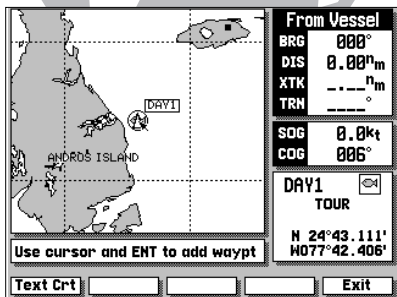 From Vessel
BRG 000°
DIS 0.00nm
XTK _.__nm
TRN ___°
SOG 0.0kt
COG 006°
DAY1
ANDROS ISLAND
DAY1
TOUR
N 24°43.111'
W077°42.406'
Use cursor and ENT to add waypt
Text Crt
Exit